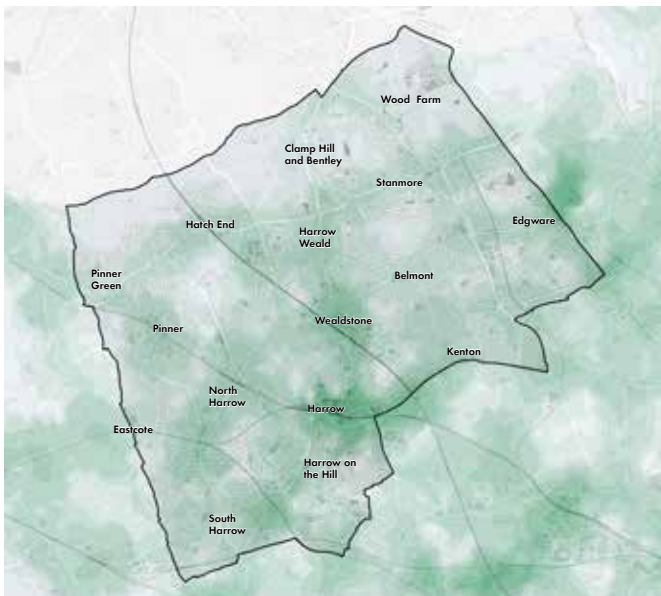 Wood Farm
Clamp Hill
and Bentley
Stanmore
Edgware
Hatch End
Harrow
Weald
Belmont
Pinner
Green
Pinner
Wealdstone
Kenton
North
Harrow
Harrow
Eastcote
Harrow on
the Hill
South
Harrow